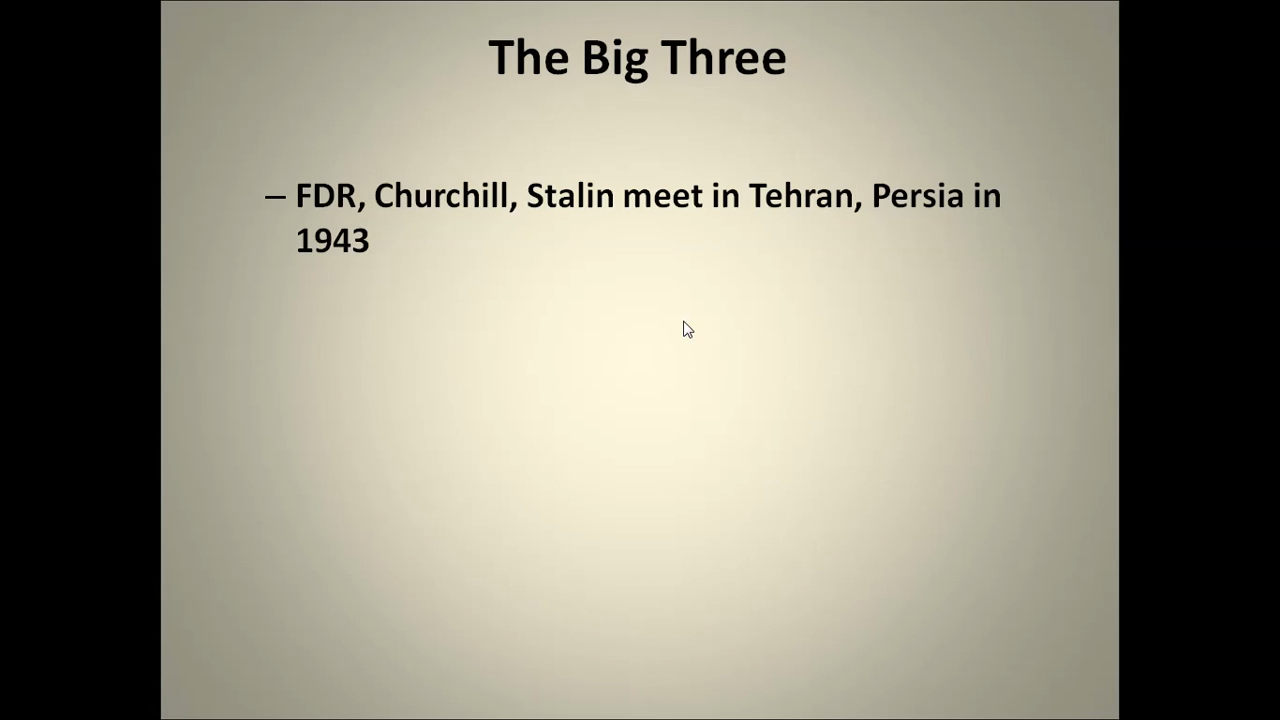 The Big Three
– FDR, Churchill, Stalin meet in Tehran, Persia in
1943